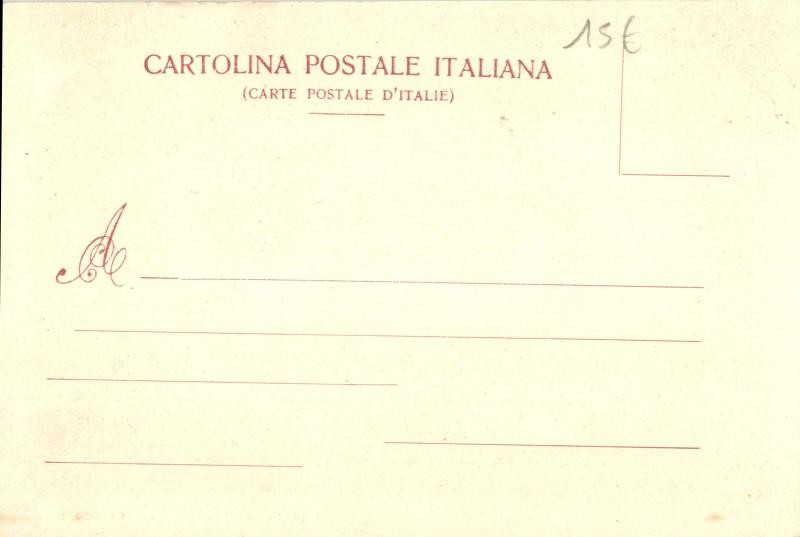 15€
CARTOLINA POSTALE ITALIANA
(CARTE POSTALE D'ITALIE)
A